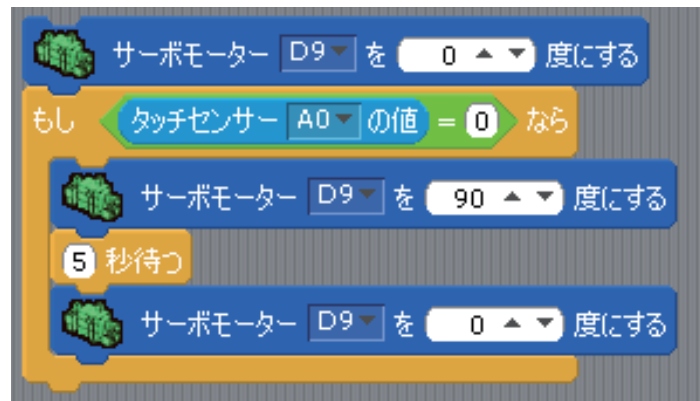 サーボモーター D9 を 0 度にする
もし タッチセンサー A0 の値 = 0 なら
サーボモーター D9 を 90 度にする
5 秒待つ
サーボモーター D9 を 0 度にする